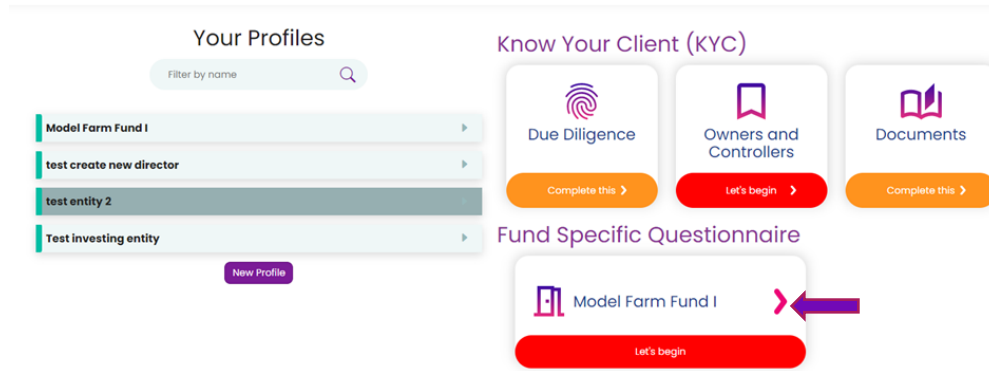 Your Profiles
Filter by name
Model Farm Fund I
test create new director
test entity 2
Test investing entity
New Profile
Know Your Client (KYC)
Due Diligence
Complete this
Owners and
Controllers
Let's begin
Documents
Complete this
Fund Specific Questionnaire
Model Farm Fund I
Let's begin